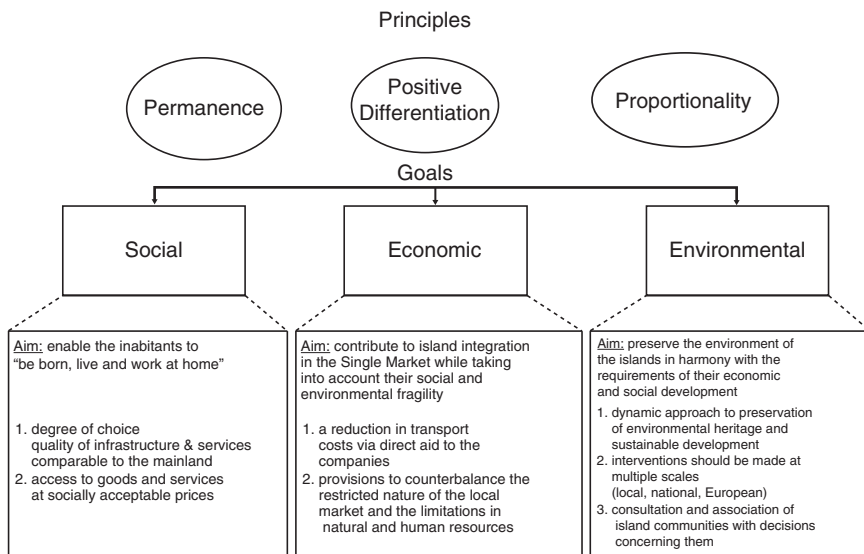 Principles
Permanence
Positive
Differentiation
Proportionality
Goals
Social
Economic
Environmental
Aim: enable the inabitants to
“be born, live and work at home”
1. degree of choice
quality of infrastructure & services
comparable to the mainland
2. access to goods and services
at socially acceptable prices
Aim: contribute to island integration
in the Single Market while taking
into account their social and
environmental fragility
1. a reduction in transport
costs via direct aid to the
companies
2. provisions to counterbalance the
restricted nature of the local
market and the limitations in
natural and human resources
Aim: preserve the environment of
the islands in harmony with the
requirements of their economic
and social development
1. dynamic approach to preservation
of environmental heritage and
sustainable development
2. interventions should be made at
multiple scales
(local, national, European)
3. consultation and association of
island communities with decisions
concerning them